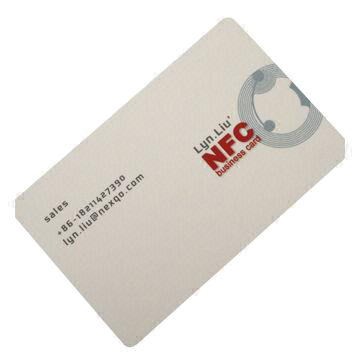 Lyn.Liu'
NFC
business card
sales
+86-18211427390
lyn.liu@nexqo.com